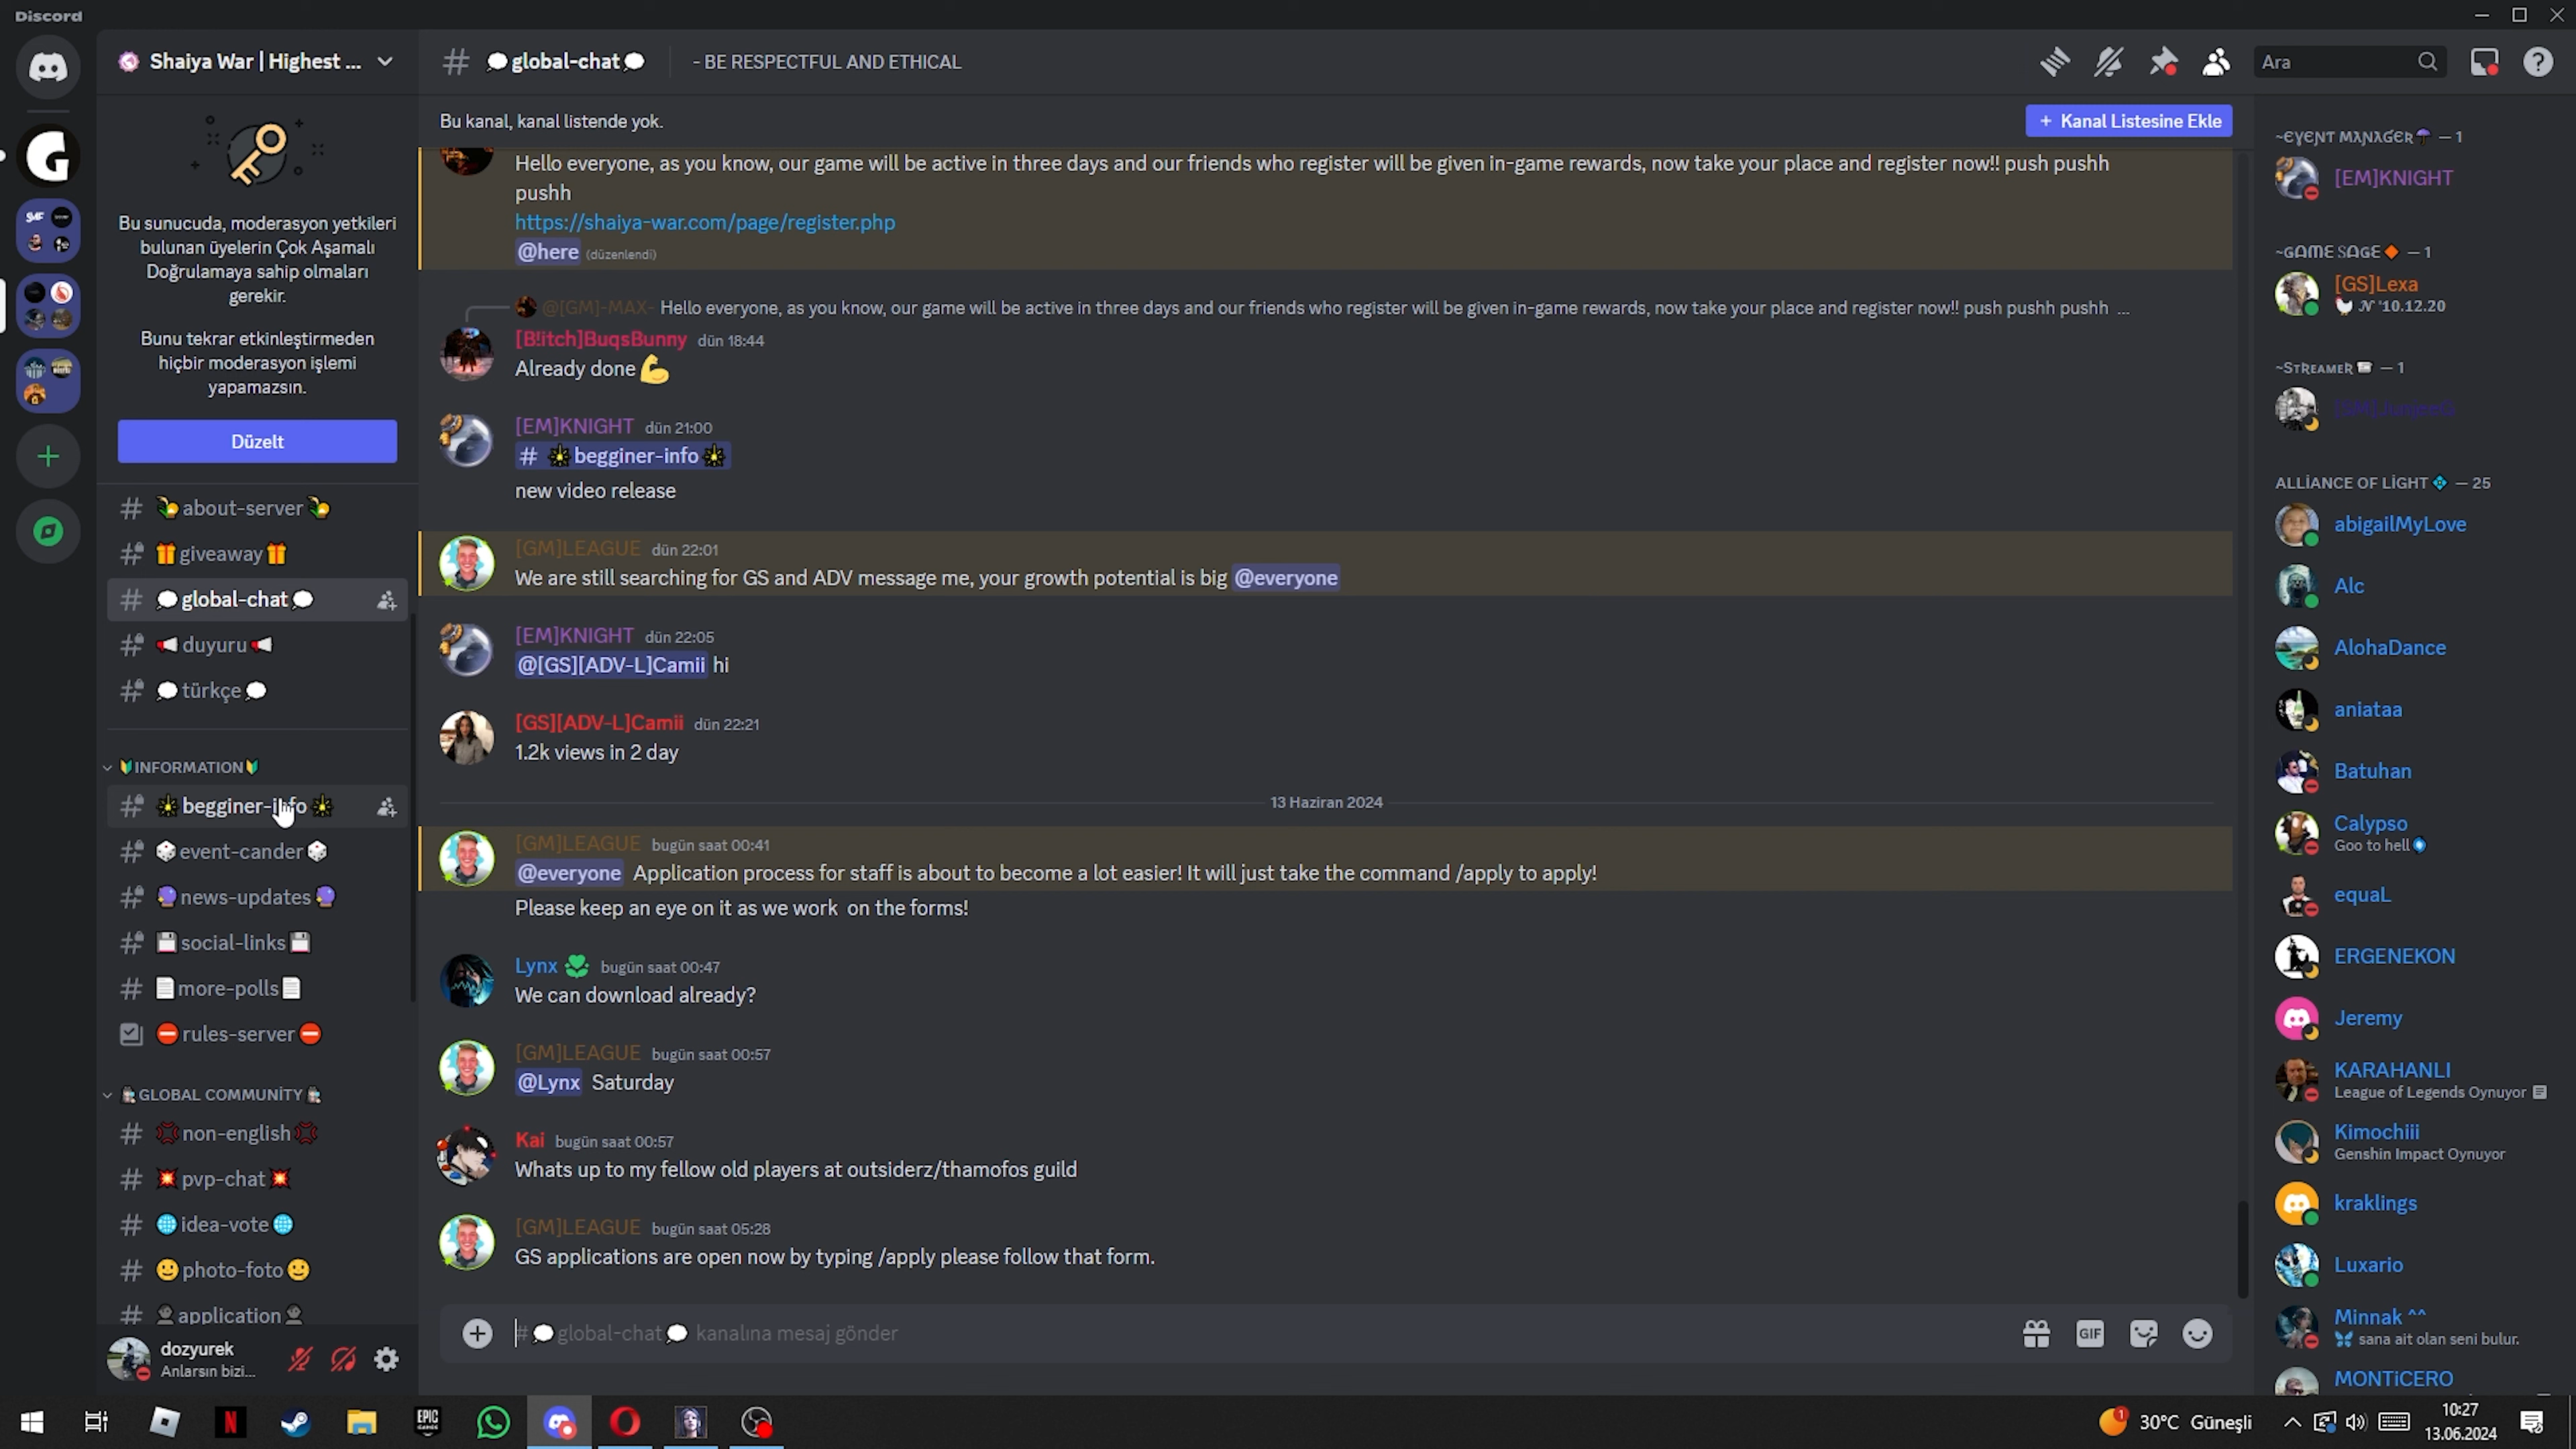 Discord
Shaiya War | Highest ...
Bu sunucuda, moderasyon yetkileri
bulunan üyelerin Çok Aşamalı
Doğrulamaya sahip olmaları
gerekir.
Bunu tekrar etkinleştirmeden
hiçbir moderasyon işlemi
yapamazsın.
Düzelt
about-server
giveaway
global-chat
duyuru
türkçe
INFORMATION
begginer-info
event-cander
news-updates
social-links
more-polls
rules-server
GLOBAL COMMUNİTY
non-english
pvp-chat
idea-vote
photo-foto
application
dozyurek
Anlarsın bizi...
# global-chat - BE RESPECTFUL AND ETHICAL
Ara
Bu kanal, kanal listende yok.
+ Kanal Listesine Ekle
Hello everyone, as you know, our game will be active in three days and our friends who register will be given in-game rewards, now take your place and register now!! push pushh
pushh
https://shaiya-war.com/page/register.php
@here (düzenlendi)
@[GM]-MAX- Hello everyone, as you know, our game will be active in three days and our friends who register will be given in-game rewards, now take your place and register now!! push pushh pushh ...
[B!itch]BuqsBunny dün 18:44
Already done
[EM]KNIGHT dün 21:00
# begginer-info
new video release
[GM]LEAGUE dün 22:01
We are still searching for GS and ADV message me, your growth potential is big @everyone
[EM]KNIGHT dün 22:05
@[GS][ADV-L]Camii hi
[GS][ADV-L]Camii dün 22:21
1.2k views in 2 day
13 Haziran 2024
[GM]LEAGUE bugün saat 00:41
@everyone Application process for staff is about to become a lot easier! It will just take the command /apply to apply!
Please keep an eye on it as we work on the forms!
Lynx bugün saat 00:47
We can download already?
[GM]LEAGUE bugün saat 00:57
@Lynx Saturday
Kai bugün saat 00:57
Whats up to my fellow old players at outsiderz/thamofos guild
[GM]LEAGUE bugün saat 05:28
GS applications are open now by typing /apply please follow that form.
# global-chat kanalına mesaj gönder
GIF
~EVENT MANAGER — 1
[EM]KNIGHT
~GAME SAGE — 1
[GS]Lexa
N '10.12.20
~STREAMER — 1
ALLİANCE OF LİGHT — 25
abigailMyLove
Alc
AlohaDance
aniataa
Batuhan
Calypso
Goo to hell
equaL
ERGENEKON
Jeremy
KARAHANLI
League of Legends Oynuyor
Kimochiii
Genshin Impact Oynuyor
kraklings
Luxario
Minnak ^^
sana ait olan seni bulur.
MONTiCERO
EPIC
GAMES
1
30°C Güneşli
10:27
13.06.2024